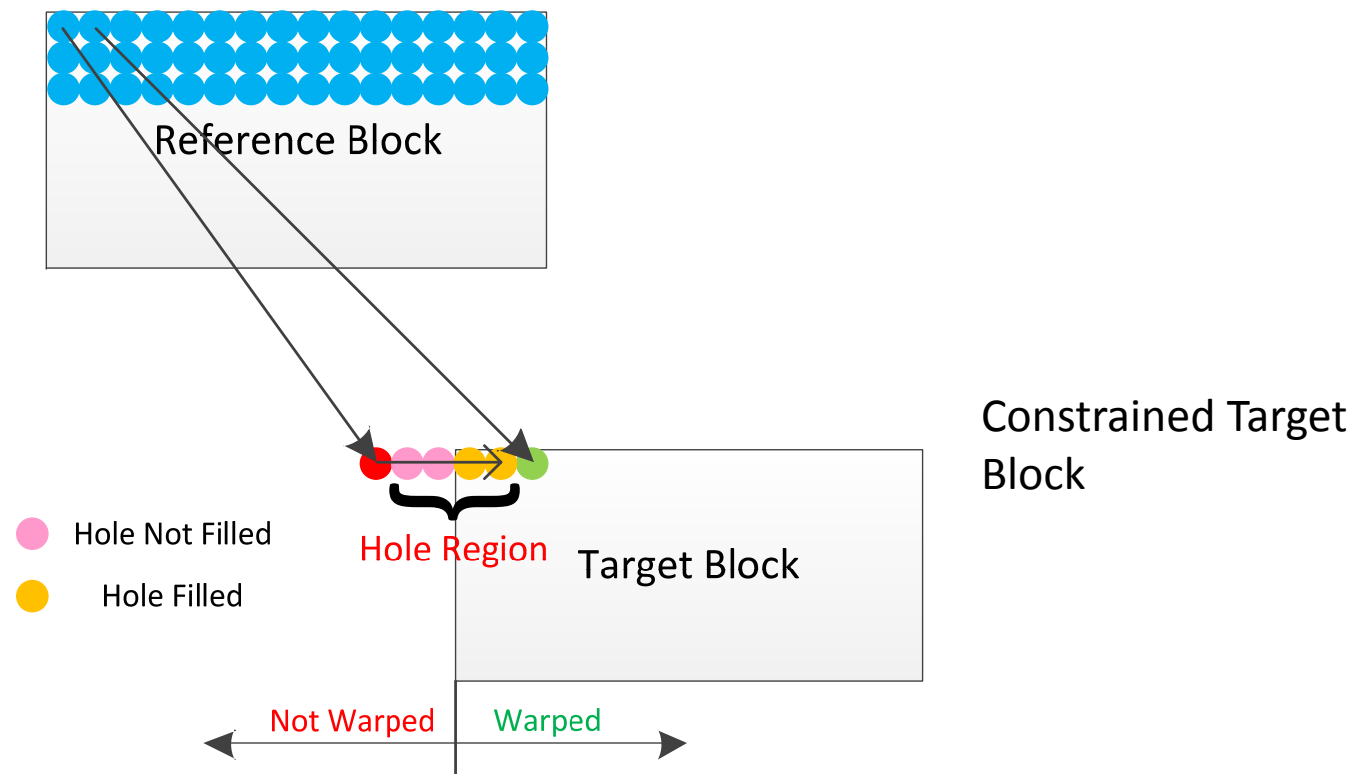 Reference Block
Constrained Target
Block
Hole Not Filled
Hole Region
Target Block
Hole Filled
Not Warped
Warped